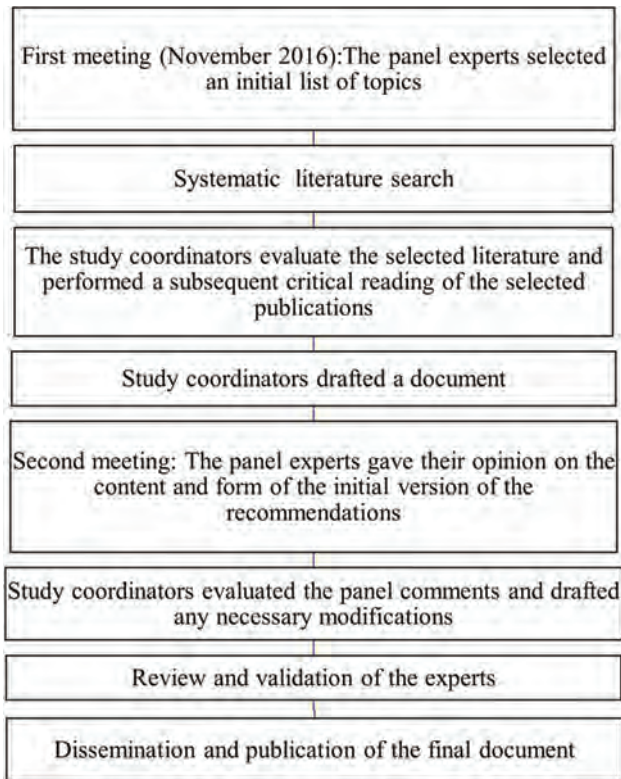 First meeting (November 2016):The panel experts selected
an initial list of topics
Systematic literature search
The study coordinators evaluate the selected literature and
performed a subsequent critical reading of the selected
publications
Study coordinators drafted a document
Second meeting: The panel experts gave their opinion on the
content and form of the initial version of the
recommendations
Study coordinators evaluated the panel comments and drafted
any necessary modifications
Review and validation of the experts
Dissemination and publication of the final document